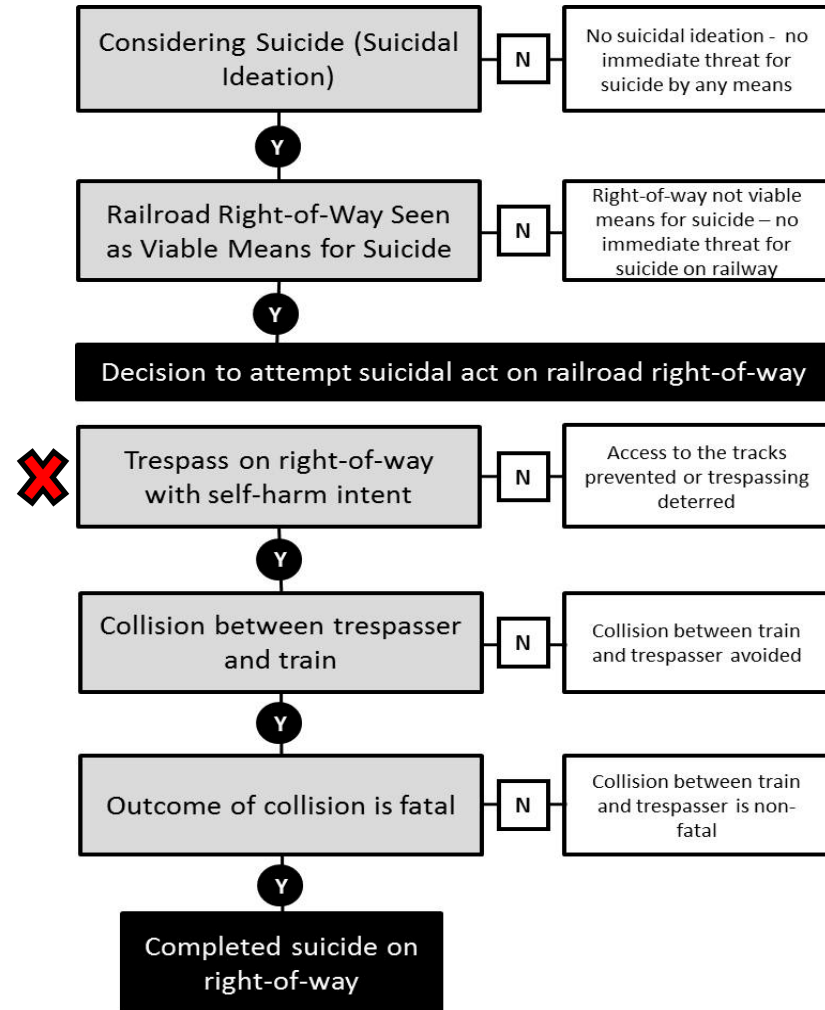 Considering Suicide (Suicidal
Ideation)
N
No suicidal ideation - no
immediate threat for
suicide by any means
Y
Railroad Right-of-Way Seen
as Viable Means for Suicide
N
Right-of-way not viable
means for suicide – no
immediate threat for
suicide on railway
Y
Decision to attempt suicidal act on railroad right-of-way
Trespass on right-of-way
with self-harm intent
N
Access to the tracks
prevented or trespassing
deterred
Y
Collision between trespasser
and train
N
Collision between train
and trespasser avoided
Y
Outcome of collision is fatal
N
Collision between train
and trespasser is non-
fatal
Y
Completed suicide on
right-of-way